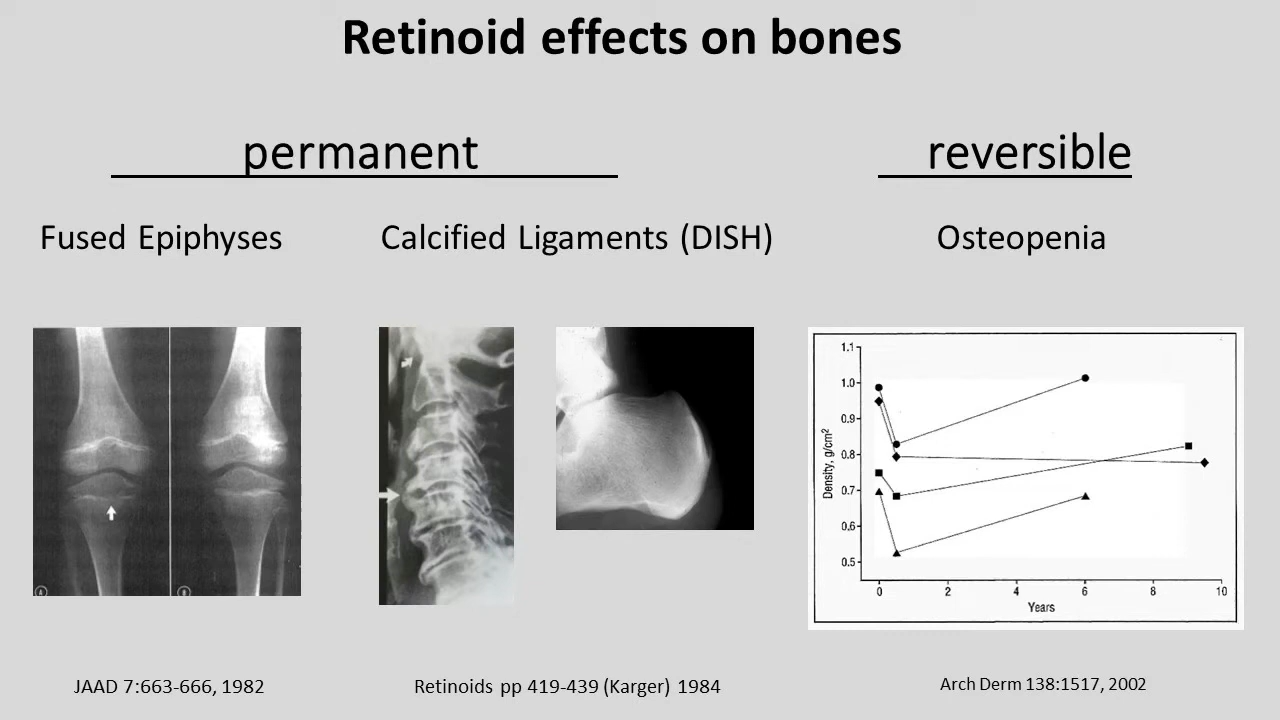 Retinoid effects on bones
permanent
reversible
Fused Epiphyses
Calcified Ligaments (DISH)
Osteopenia
1.1
1.0
0.9
0.8
0.7
0.6
0.5
Density, g/cm²
0 2 4 6 8 10
Years
A
B
JAAD 7:663-666, 1982
Retinoids pp 419-439 (Karger) 1984
Arch Derm 138:1517, 2002